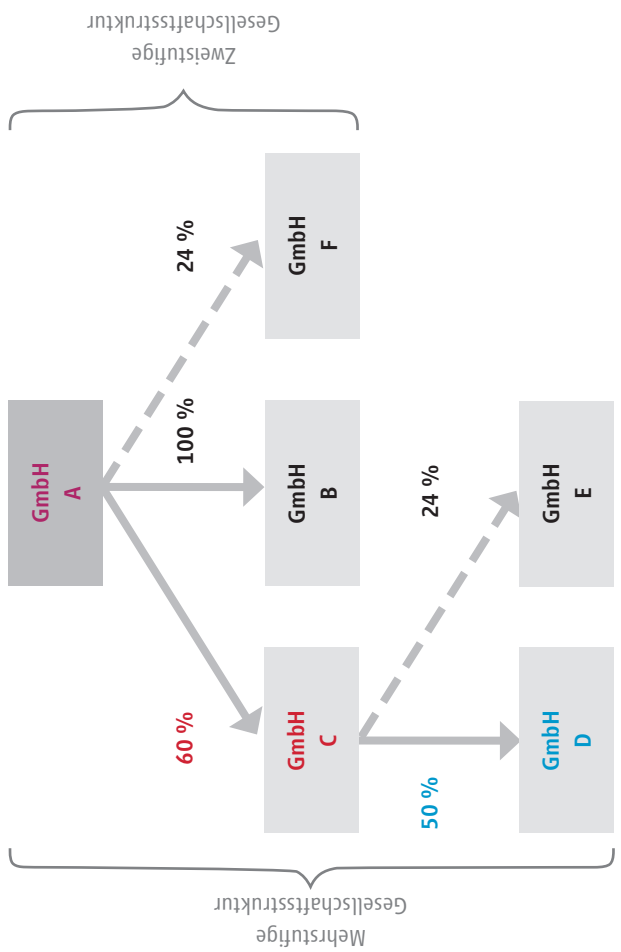 Zweistufige
Gesellschaftsstruktur
GmbH
A
60 %
100 %
24 %
GmbH
C
GmbH
B
GmbH
F
50 %
24 %
GmbH
D
GmbH
E
Mehrstufige
Gesellschaftsstruktur